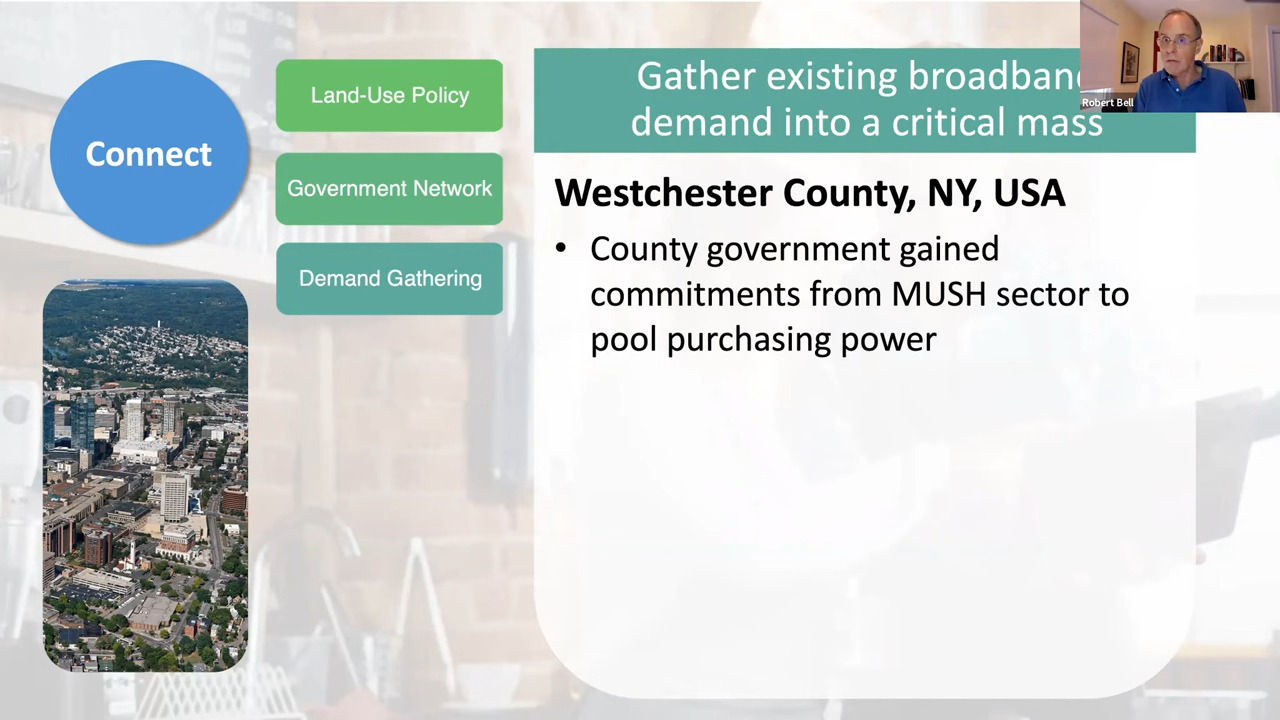 Connect
Land-Use Policy
Government Network
Demand Gathering
Gather existing broadban
demand into a critical mass
Robert Bell
Westchester County, NY, USA
• County government gained
commitments from MUSH sector to
pool purchasing power